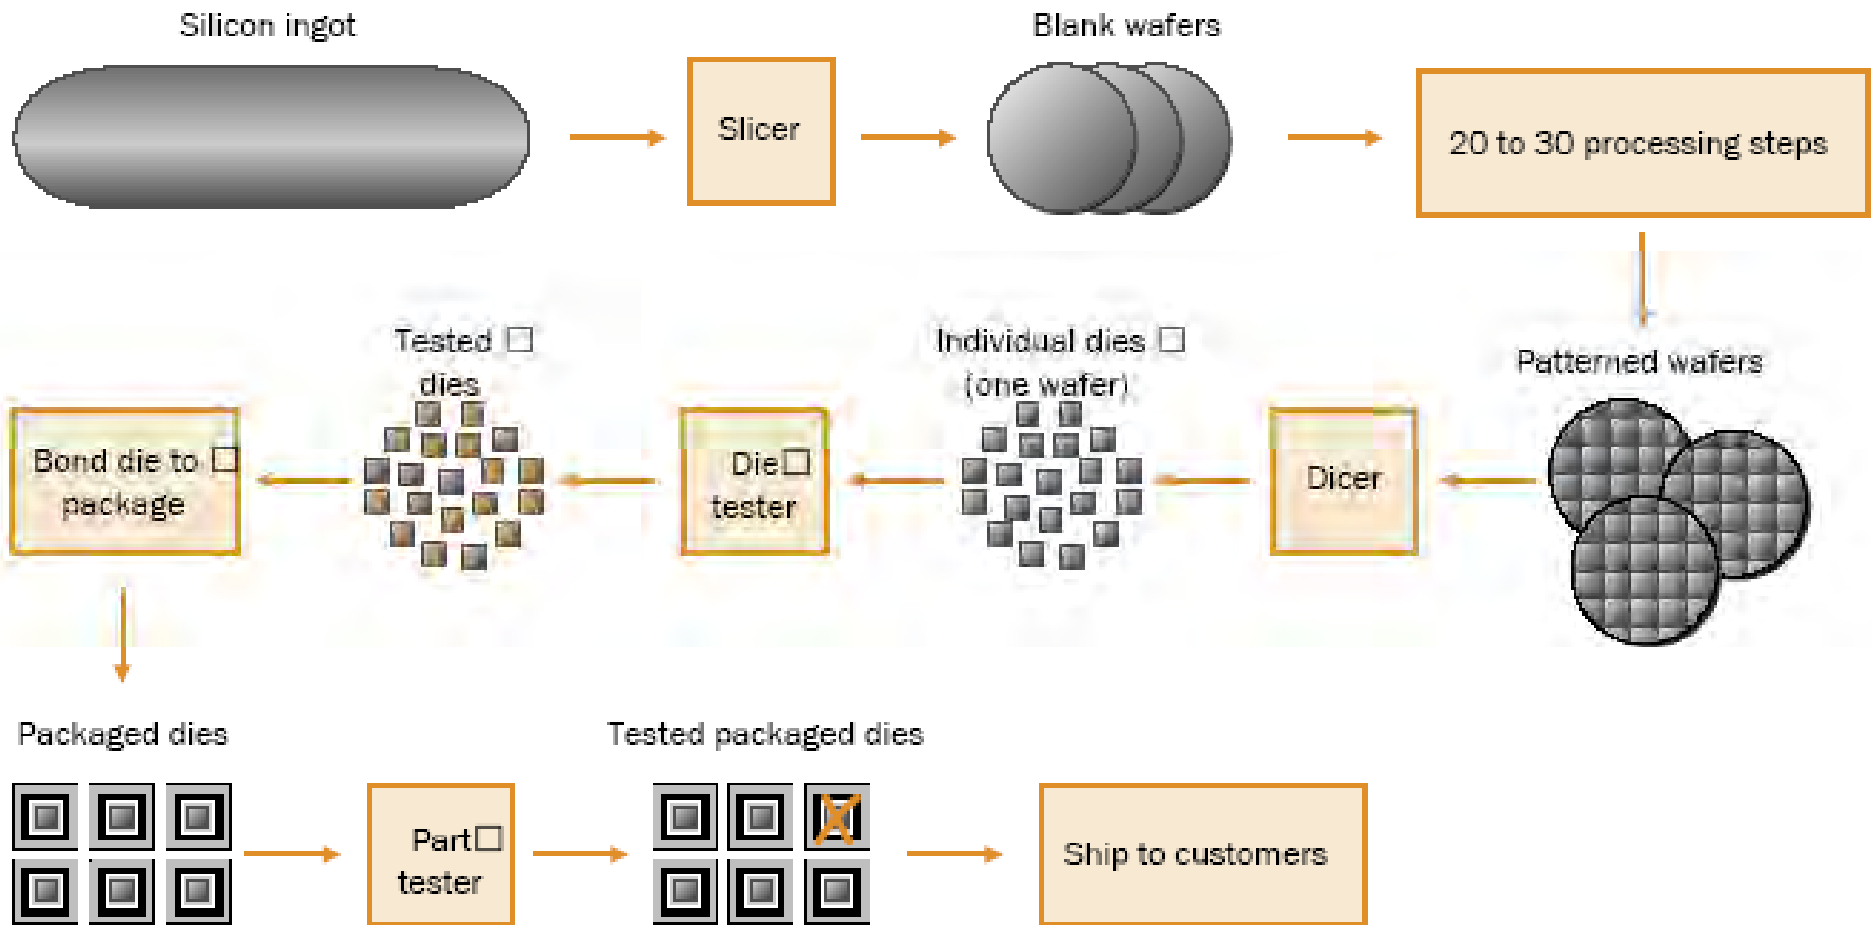 Silicon ingot
Blank wafers
Slicer
20 to 30 processing steps
Tested □
dies
Individual dies □
(one wafer)
Patterned wafers
Bond die to □
package
Die□
tester
Dicer
Packaged dies
Tested packaged dies
Part□
tester
Ship to customers